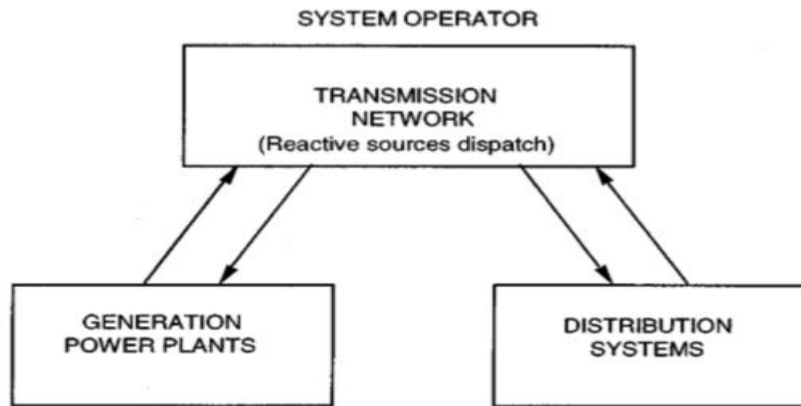 SYSTEM OPERATOR
TRANSMISSION
NETWORK
(Reactive sources dispatch)
GENERATION
POWER PLANTS
DISTRIBUTION
SYSTEMS